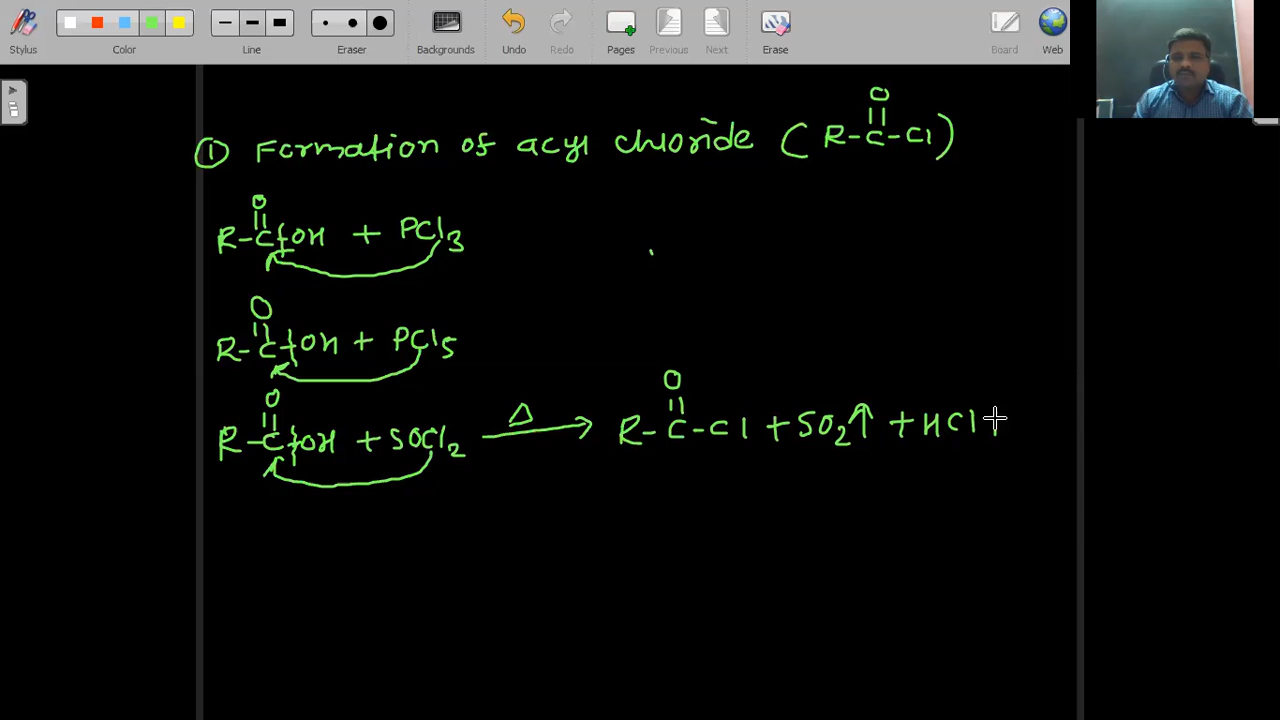 Stylus Color Line Eraser Backgrounds Undo Redo Pages Previous Next Erase Board Web
① Formation of acyl chloride (R-C-Cl)
O
R-C-OH + PCl3
O
R-C-OH + PCl5
O
R-C-OH + SOCl2 Δ→ R-C-Cl + SO2↑ + HCl
O O